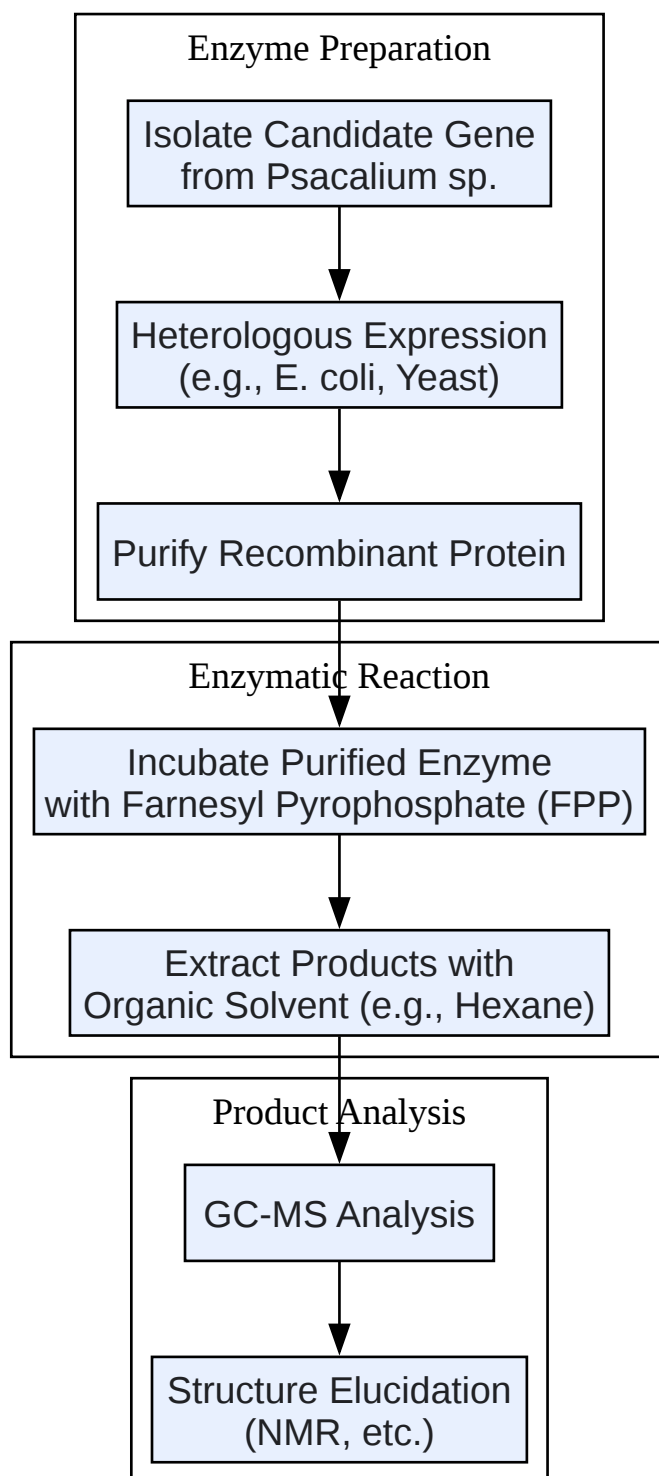 Enzyme Preparation
Isolate Candidate Gene
from Psacalium sp.
Heterologous Expression
(e.g., E. coli, Yeast)
Purify Recombinant Protein
Enzymatic Reaction
Incubate Purified Enzyme
with Farnesyl Pyrophosphate (FPP)
Extract Products with
Organic Solvent (e.g., Hexane)
Product Analysis
GC-MS Analysis
Structure Elucidation
(NMR, etc.)